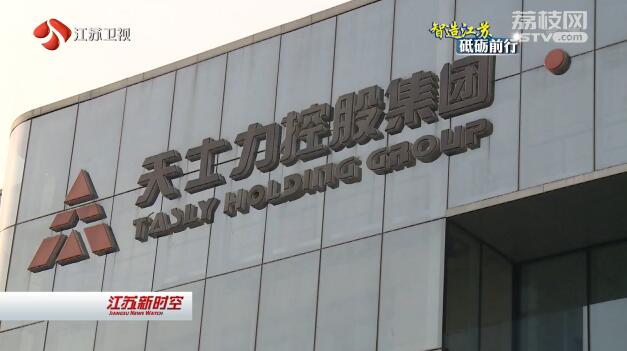 江苏卫视
智造江苏
砥砺前行
荔枝网
JSTV.COM
天士力控股集团
TASLY HOLDING GROUP
江苏新时空
JIANGSU NEWS WATCH